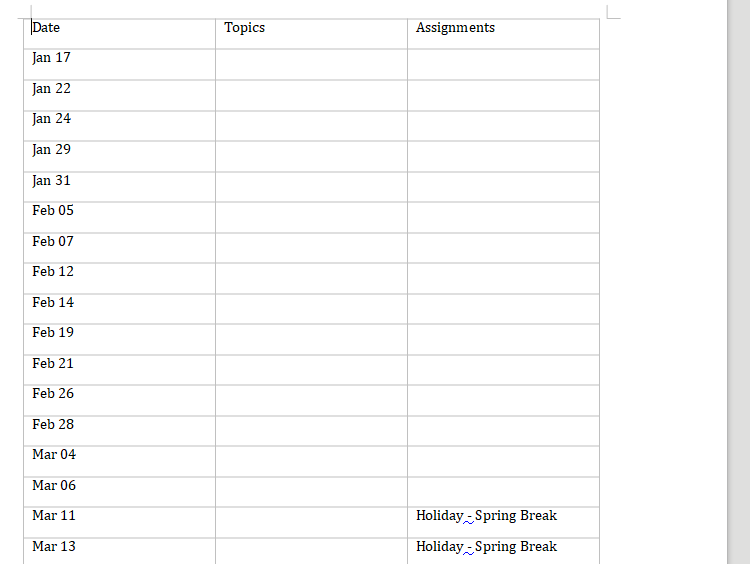 Date Topics Assignments
Jan 17
Jan 22
Jan 24
Jan 29
Jan 31
Feb 05
Feb 07
Feb 12
Feb 14
Feb 19
Feb 21
Feb 26
Feb 28
Mar 04
Mar 06
Mar 11 Holiday - Spring Break
Mar 13 Holiday - Spring Break